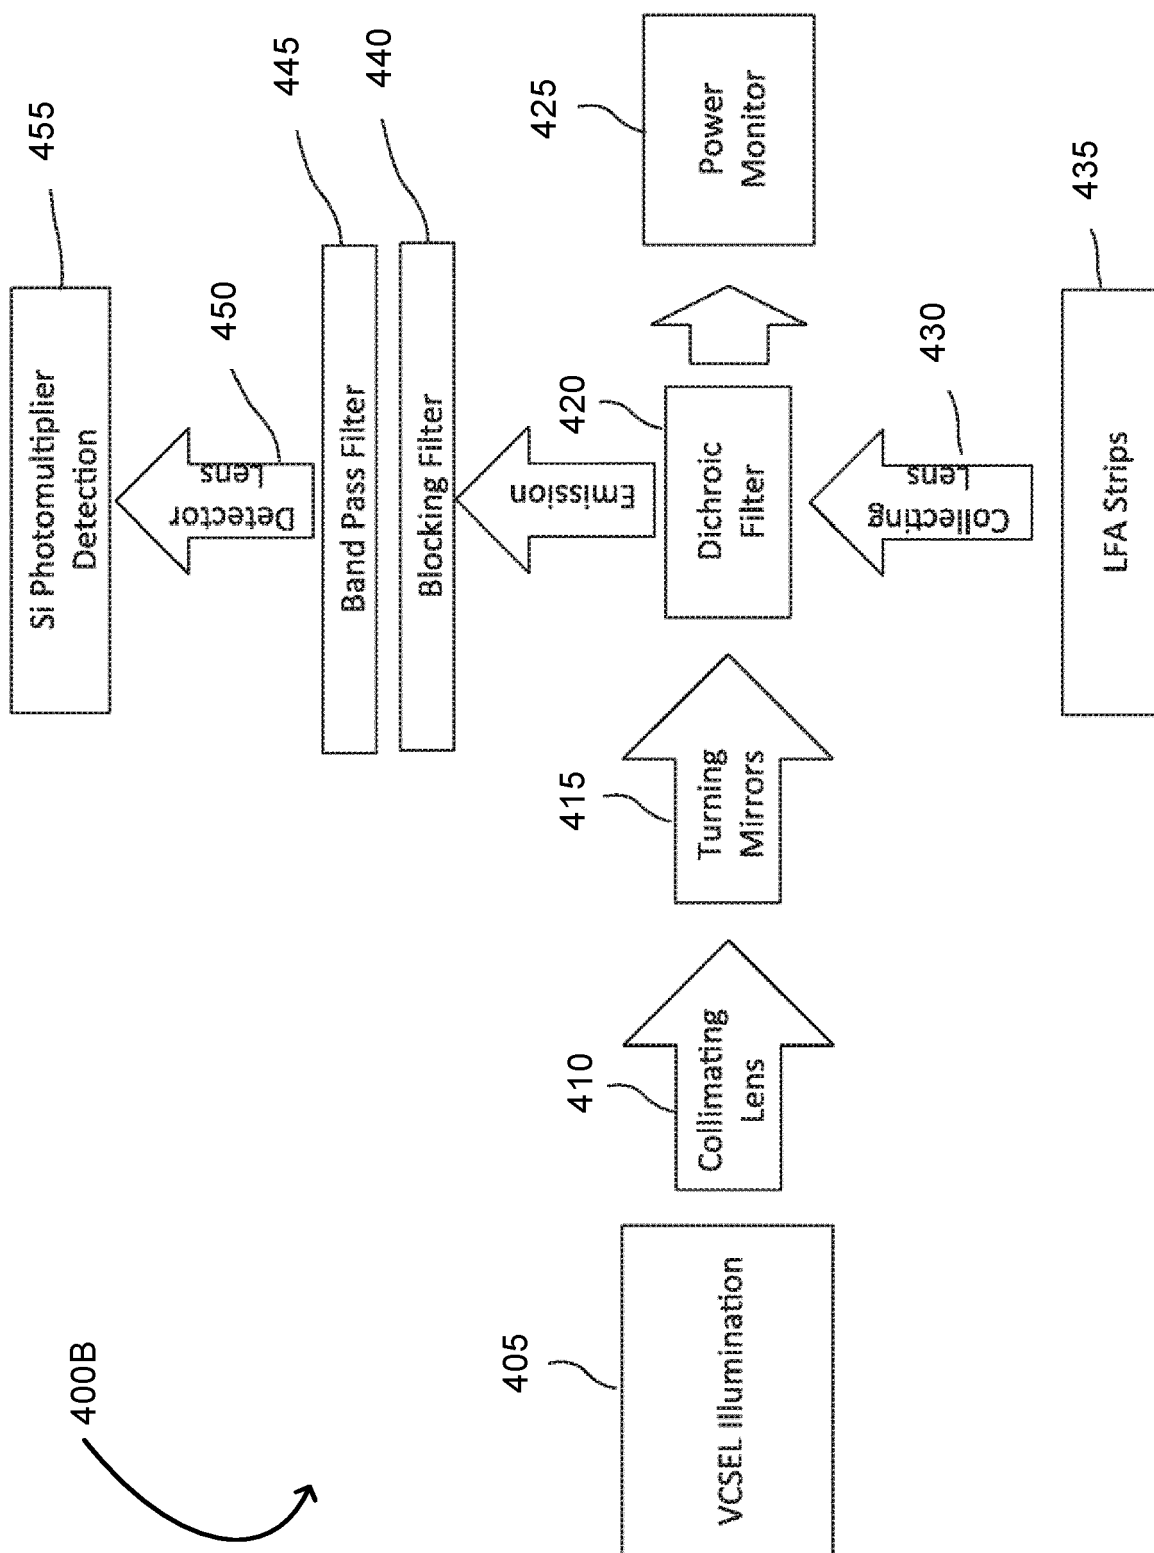 400B
405
VCSEL Illumination
410
Collimating
Lens
415
Turning
Mirrors
420
Dichroic
Filter
425
Power
Monitor
430
Collecting
Lens
435
LFA Strips
Emission
440
Blocking Filter
445
Band Pass Filter
450
Detector
Lens
455
Si Photomultiplier
Detection